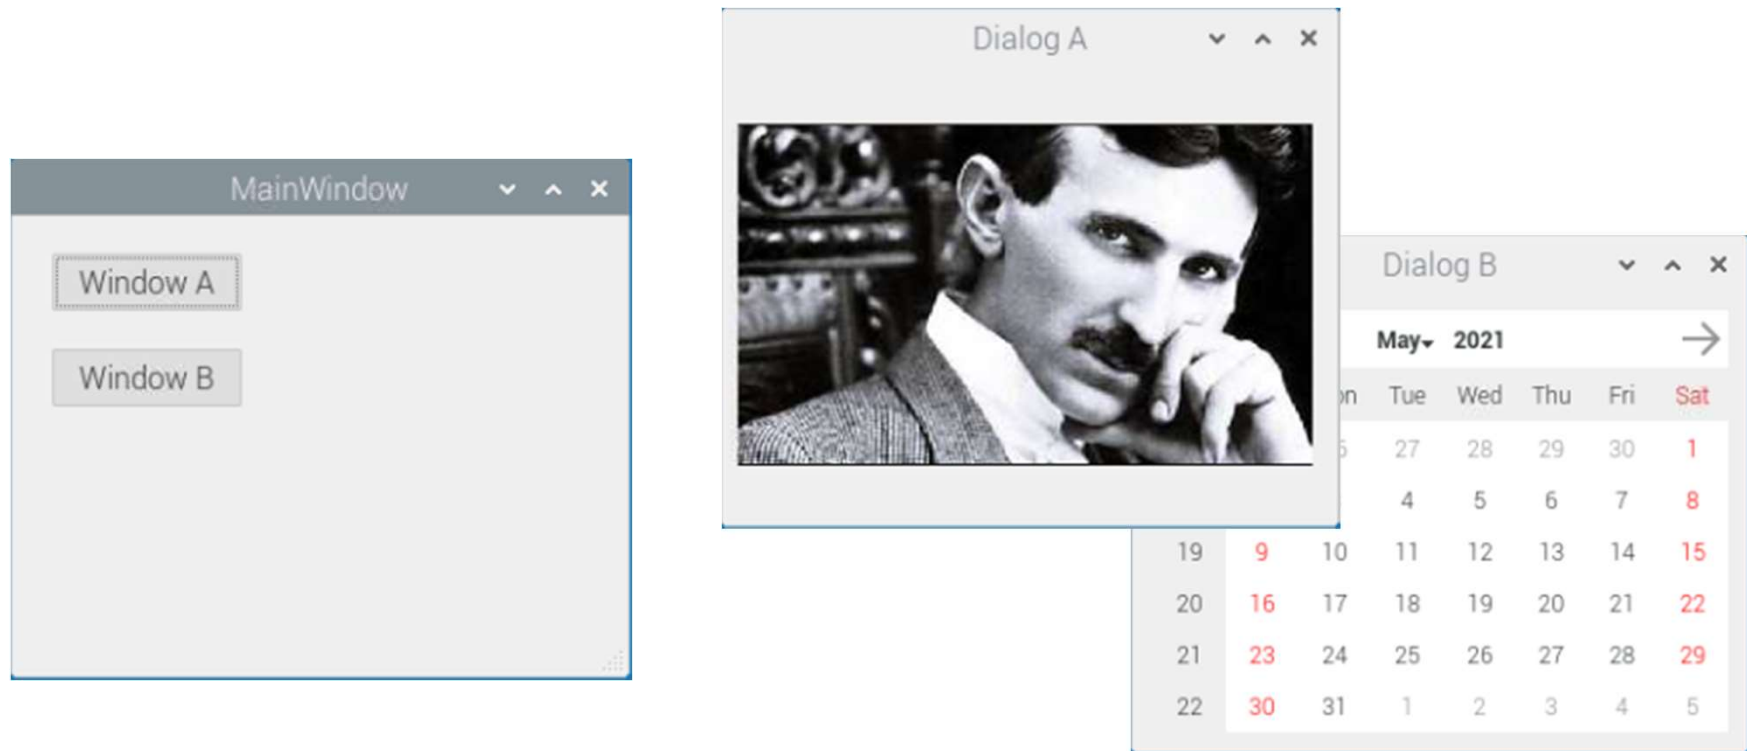 MainWindow
Window A
Window B
Dialog A
Dialog B
May 2021
Tue Wed Thu Fri Sat
27 28 29 30 1
4 5 6 7 8
19 9 10 11 12 13 14 15
20 16 17 18 19 20 21 22
21 23 24 25 26 27 28 29
22 30 31 1 2 3 4 5